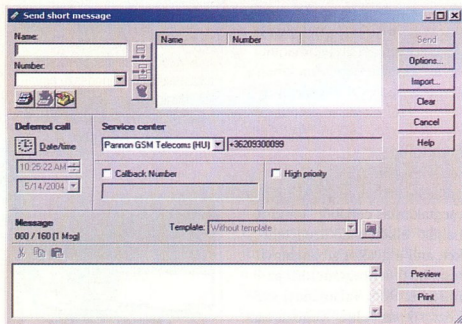 Send short message
Name:
Name Number
Send
Number:
Options...
Import...
Clear
Deferred call
Service center
Cancel
Date/time
Pannon GSM Telecoms (HU) +36209300099
Help
10:25:22 AM
Callback Number
High priority
5/14/2004
Message
Template: Without template
000 / 160 (1 Msg)
Preview
Print